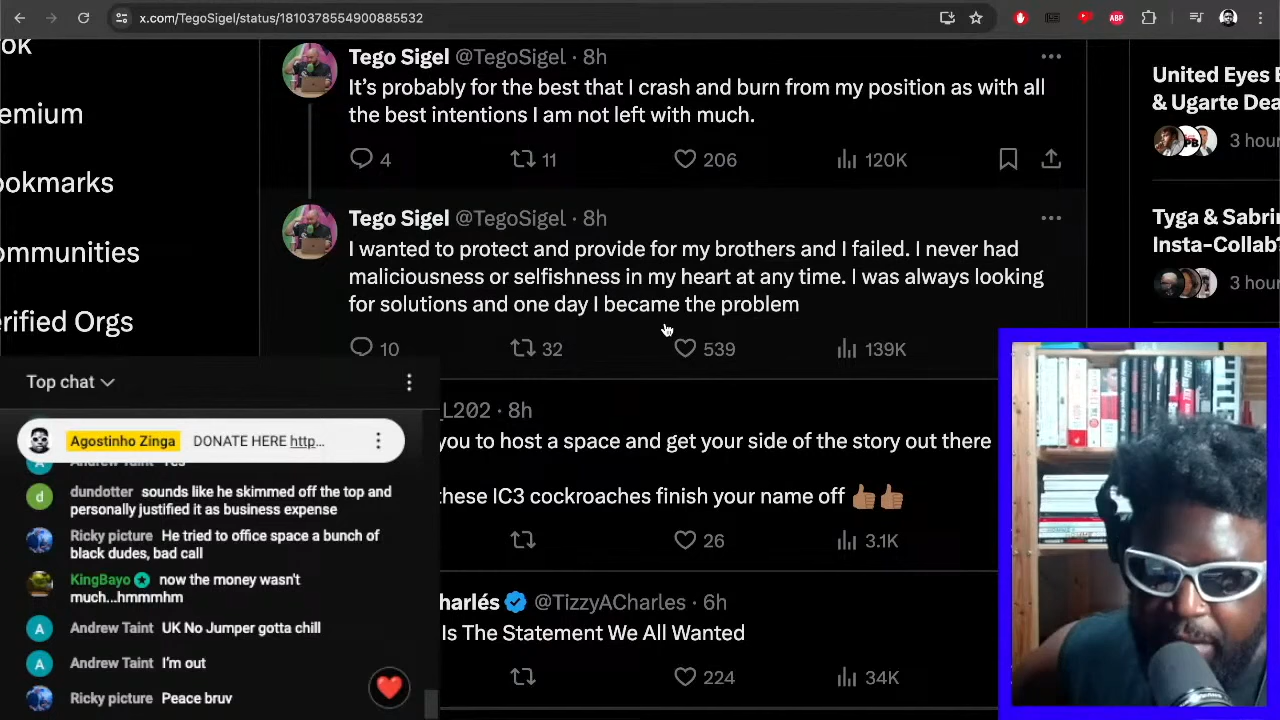 x.com/TegoSigel/status/1810378554900885532
ABP
ok
emium
ookmarks
ommunities
erified Orgs
Tego Sigel @TegoSigel · 8h
It's probably for the best that I crash and burn from my position as with all
the best intentions I am not left with much.
4 11 206 120K
Tego Sigel @TegoSigel · 8h
I wanted to protect and provide for my brothers and I failed. I never had
maliciousness or selfishness in my heart at any time. I was always looking
for solutions and one day I became the problem
10 32 539 139K
_L202 · 8h
you to host a space and get your side of the story out there
these IC3 cockroaches finish your name off 👍🏽👍🏽
26 3.1K
harlés @TizzyACharles · 6h
Is The Statement We All Wanted
224 34K
United Eyes E
& Ugarte Dea
3 hour
Tyga & Sabri
Insta-Collab?
3 hour
Top chat
Agostinho Zinga DONATE HERE http...
Andrew Taint Yes
dundotter sounds like he skimmed off the top and
personally justified it as business expense
Ricky picture He tried to office space a bunch of
black dudes, bad call
KingBayo now the money wasn't
much...hmmmhm
Andrew Taint UK No Jumper gotta chill
Andrew Taint I'm out
Ricky picture Peace bruv